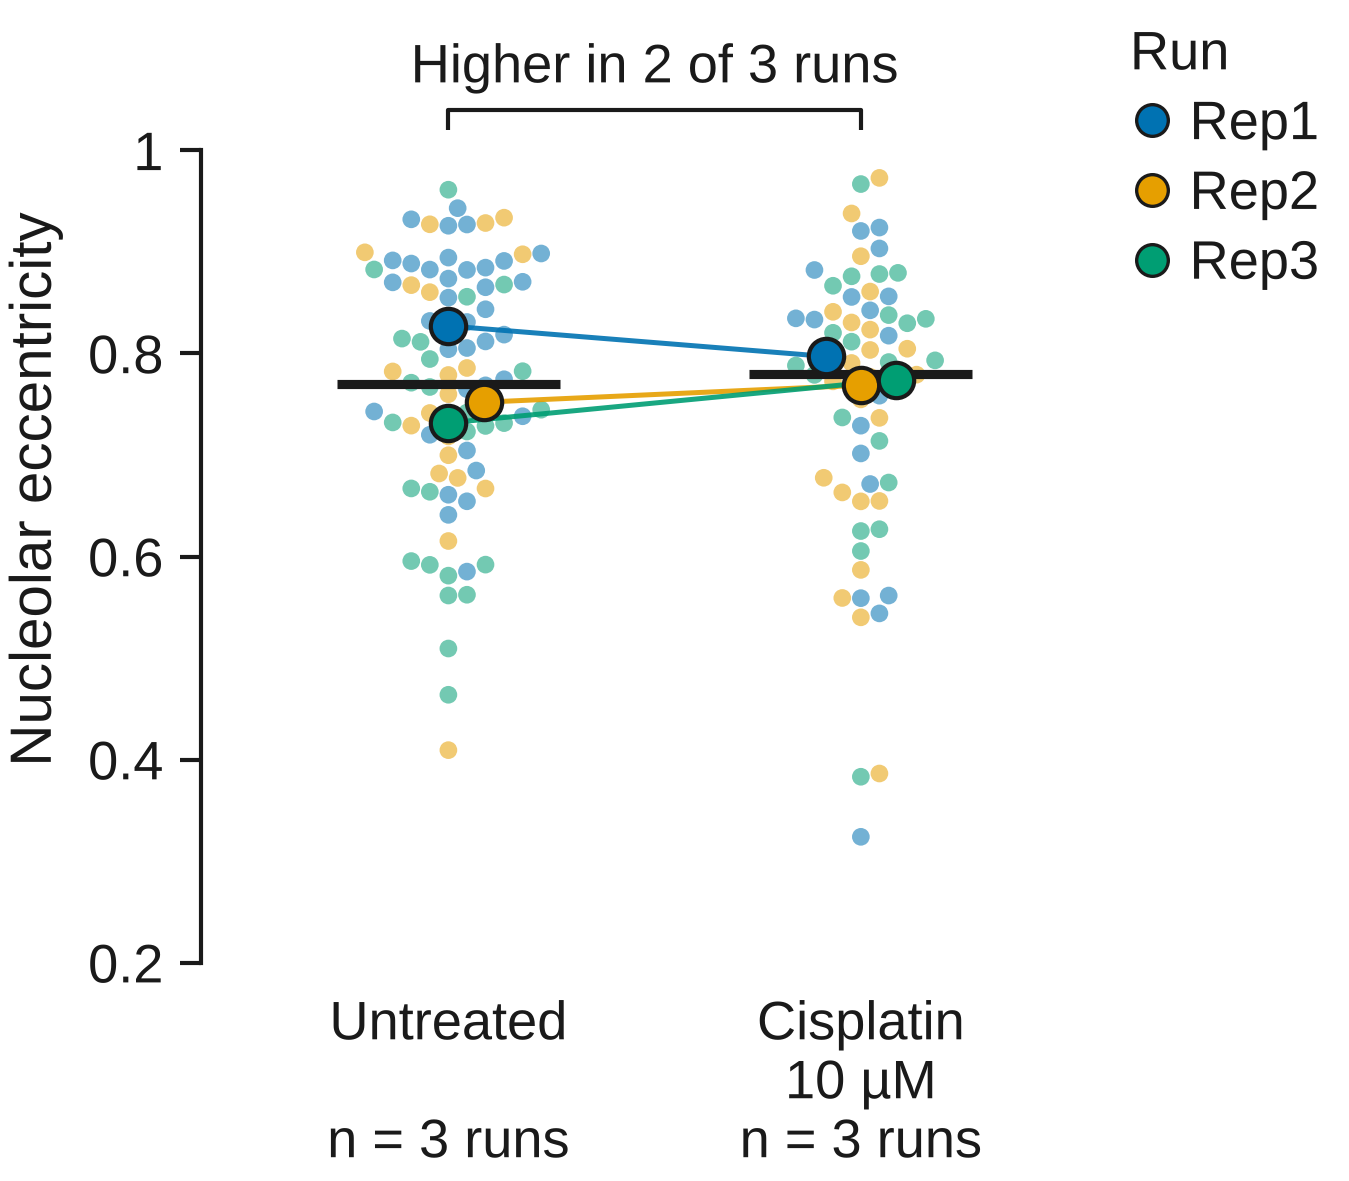 Higher in 2 of 3 runs
Run
Rep1
Rep2
Rep3
Nucleolar eccentricity
1
0.8
0.6
0.4
0.2
Untreated
Cisplatin
10 µM
n = 3 runs
n = 3 runs